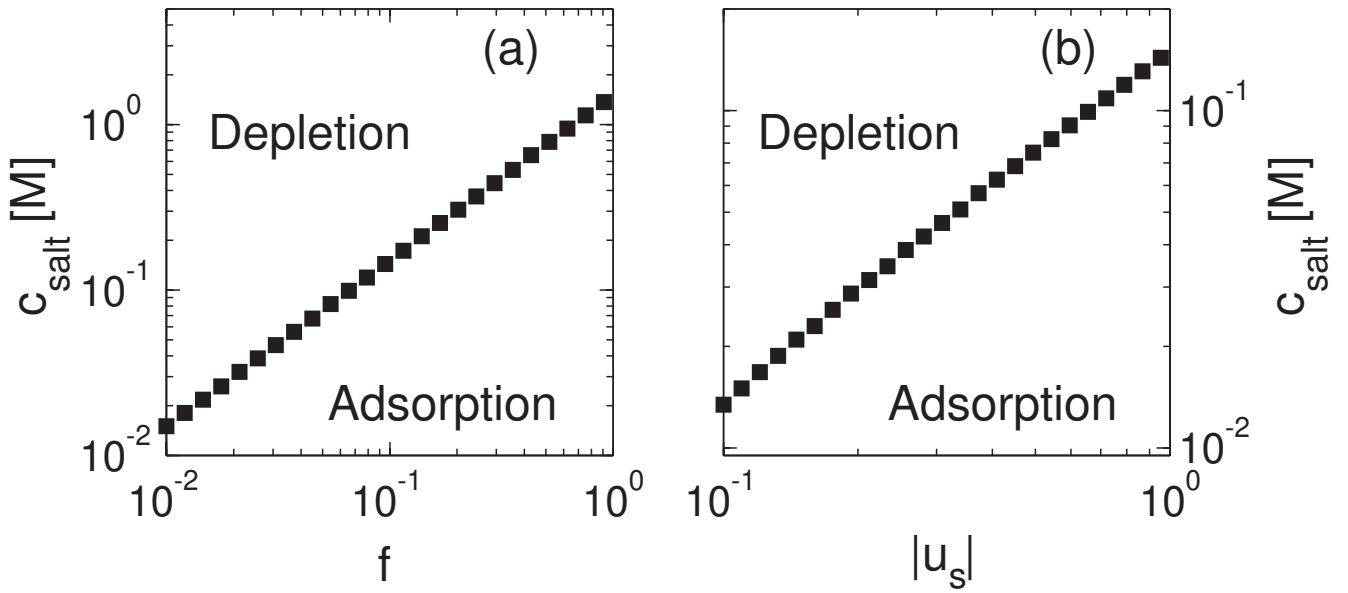 (a)
(b)
Depletion
Depletion
Adsorption
Adsorption
c_salt [M]
10^0
10^-1
10^-2
10^-2
10^-1
10^0
f
10^-1
10^0
|u_s|
10^-1
10^-2
c_salt [M]